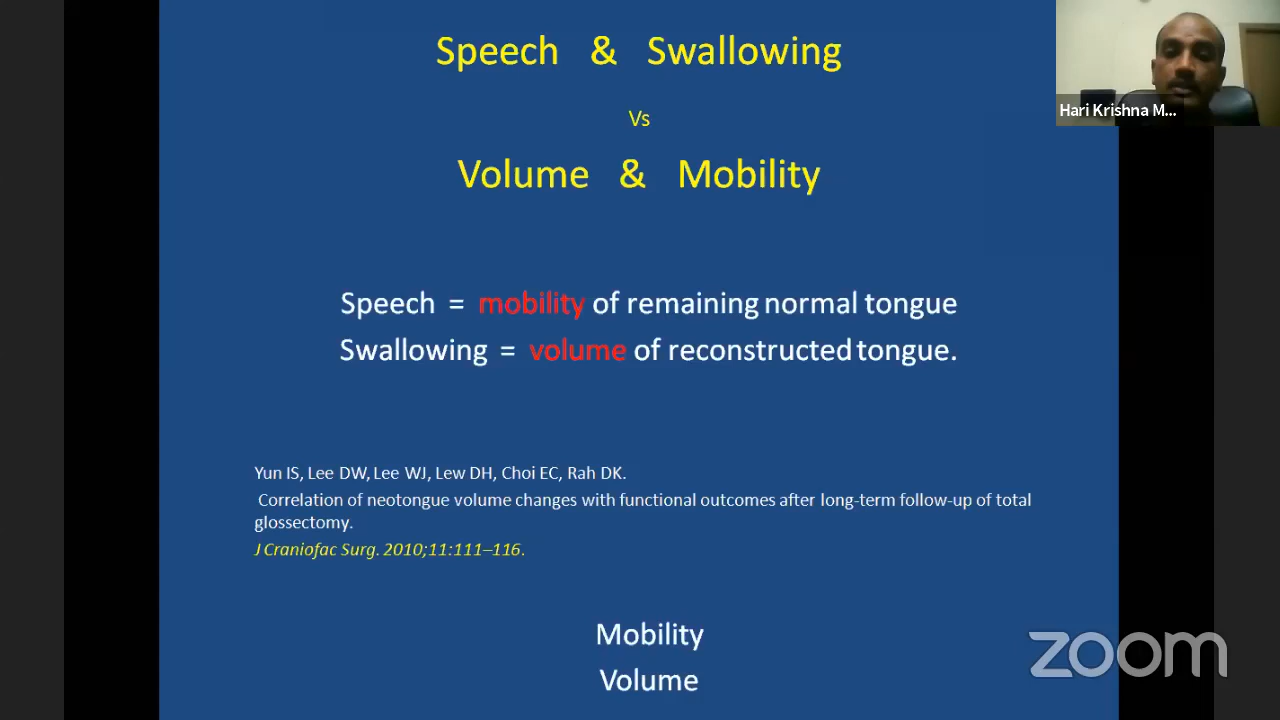 Speech & Swallowing
Vs
Volume & Mobility
Speech = mobility of remaining normal tongue
Swallowing = volume of reconstructed tongue.
Yun IS, Lee DW, Lee WJ, Lew DH, Choi EC, Rah DK.
Correlation of neotongue volume changes with functional outcomes after long-term follow-up of total
glossectomy.
J Craniofac Surg. 2010;11:111–116.
Mobility
Volume
Hari Krishna M...
zoom